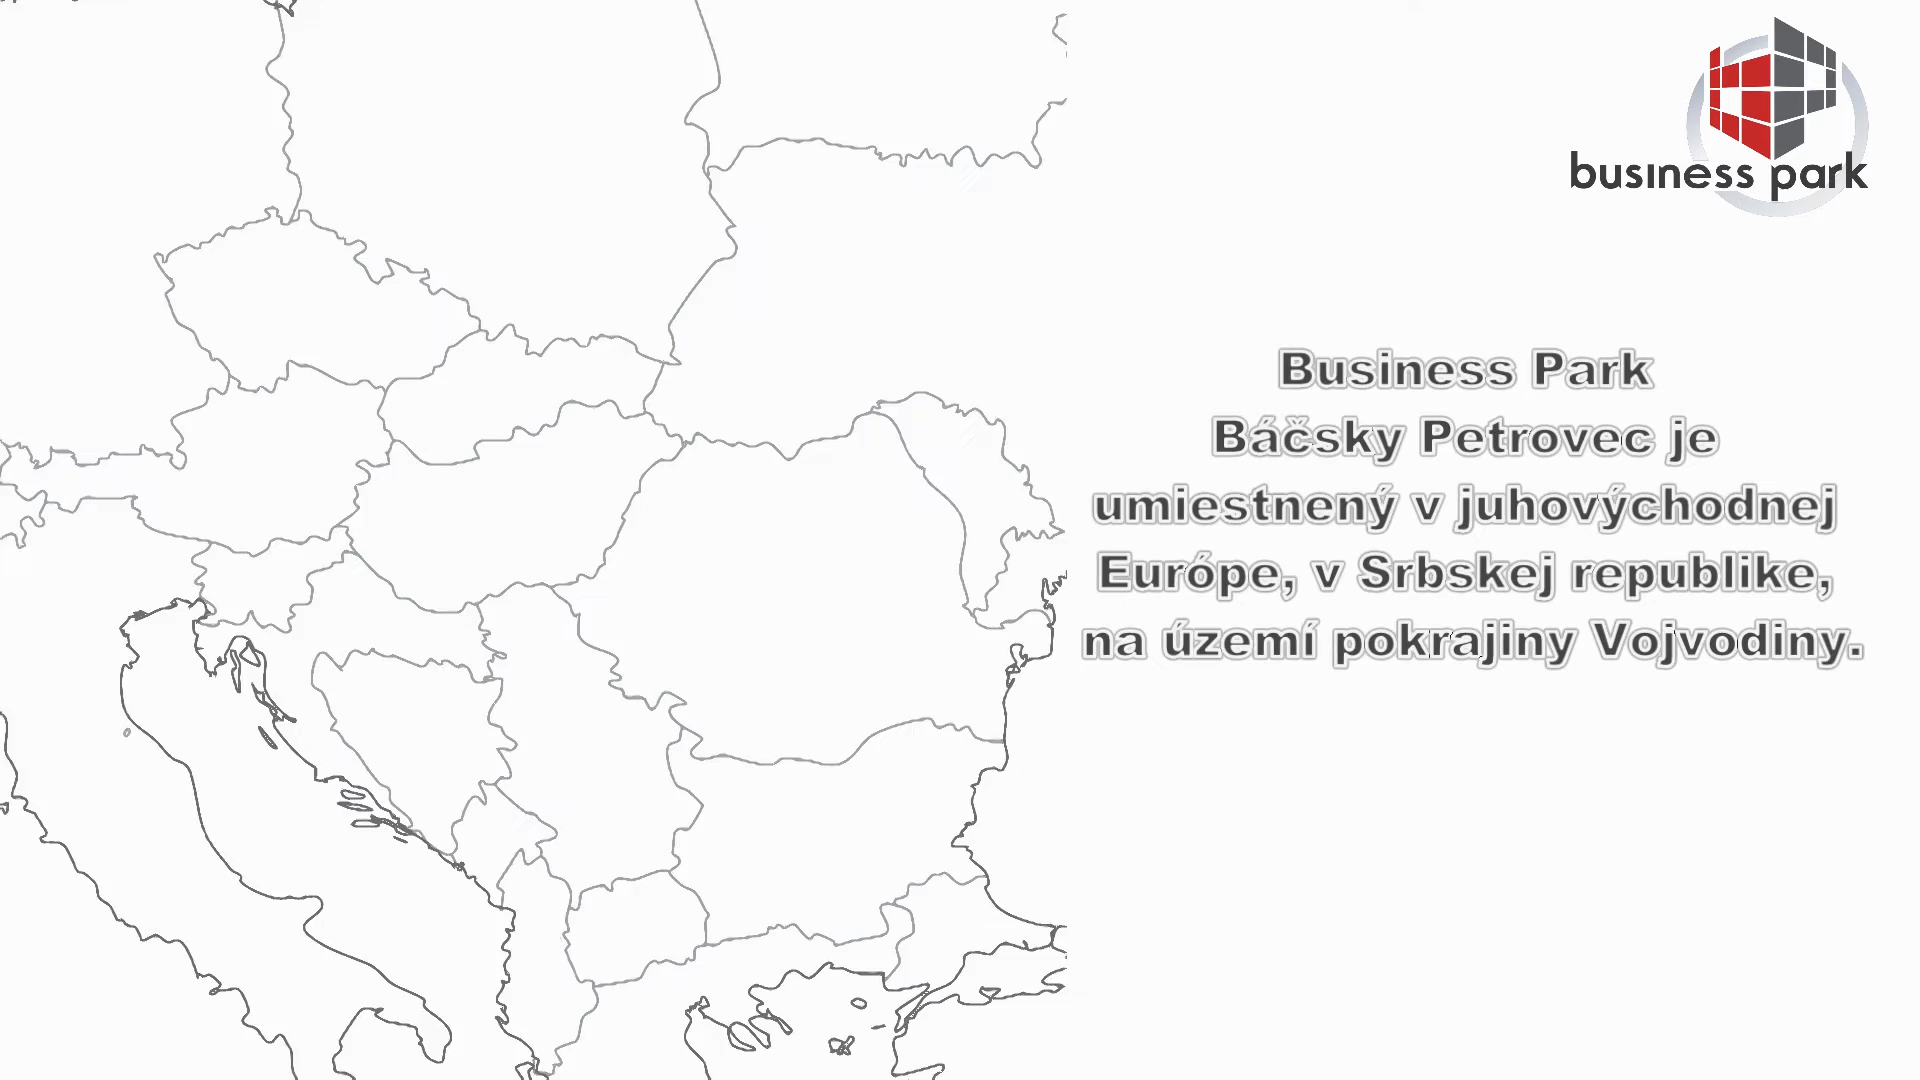 business park
Business Park
Báčsky Petrovec je
umiestnený v juhovýchodnej
Európe, v Srbskej republike,
na území pokrajiny Vojvodiny.